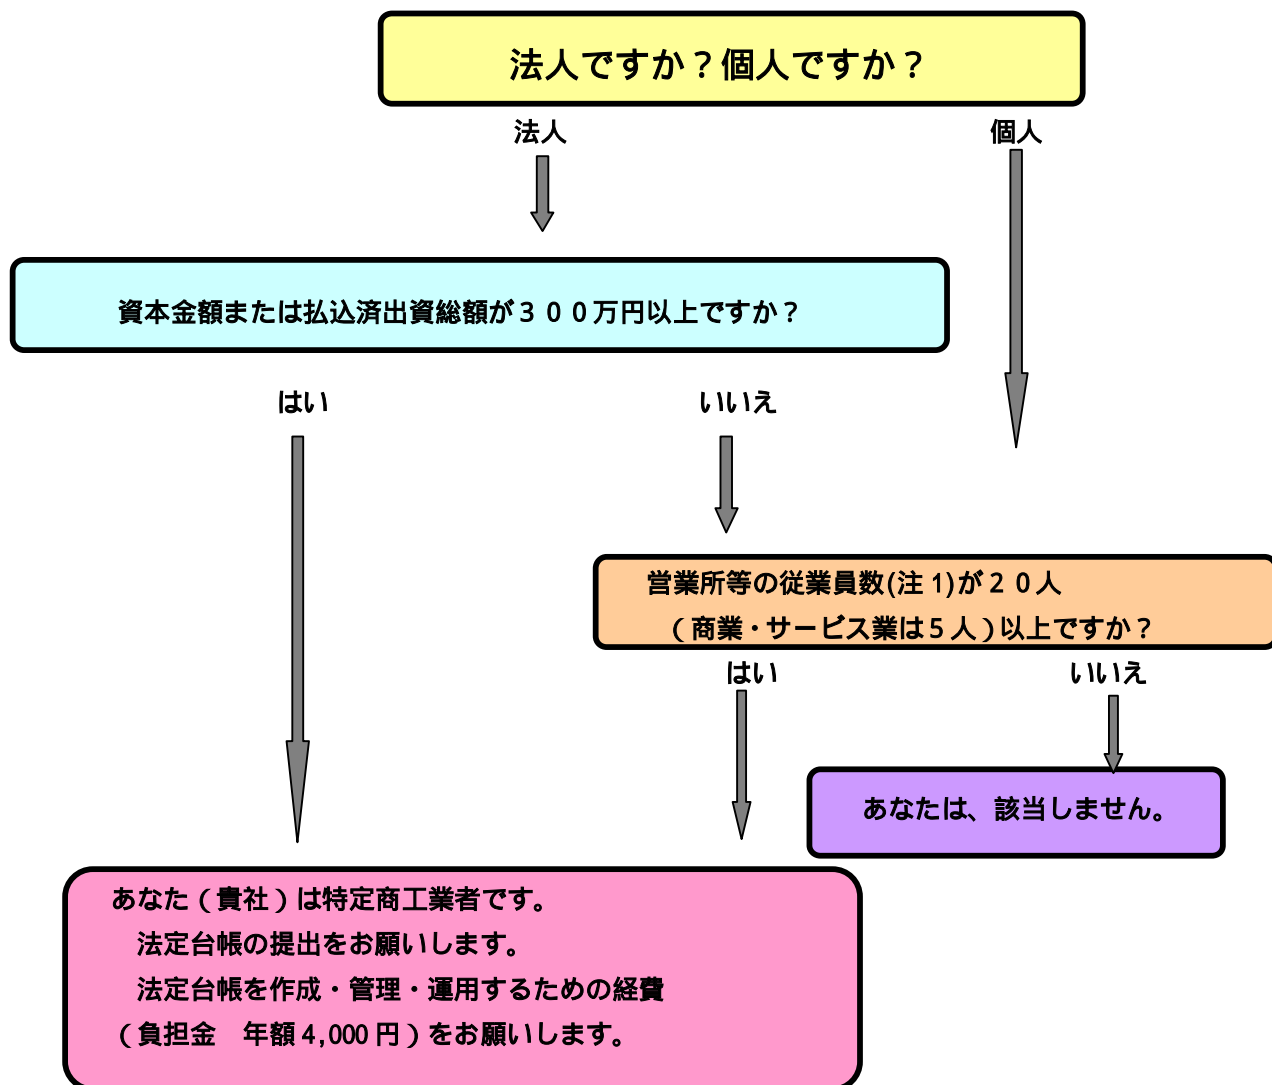 法人ですか？個人ですか？
法人
個人
資本金額または払込済出資総額が３００万円以上ですか？
はい
いいえ
営業所等の従業員数(注1)が２０人
（商業・サービス業は５人）以上ですか？
はい
いいえ
あなたは、該当しません。
あなた（貴社）は特定商工業者です。
法定台帳の提出をお願いします。
法定台帳を作成・管理・運用するための経費
（負担金　年額4,000円）をお願いします。